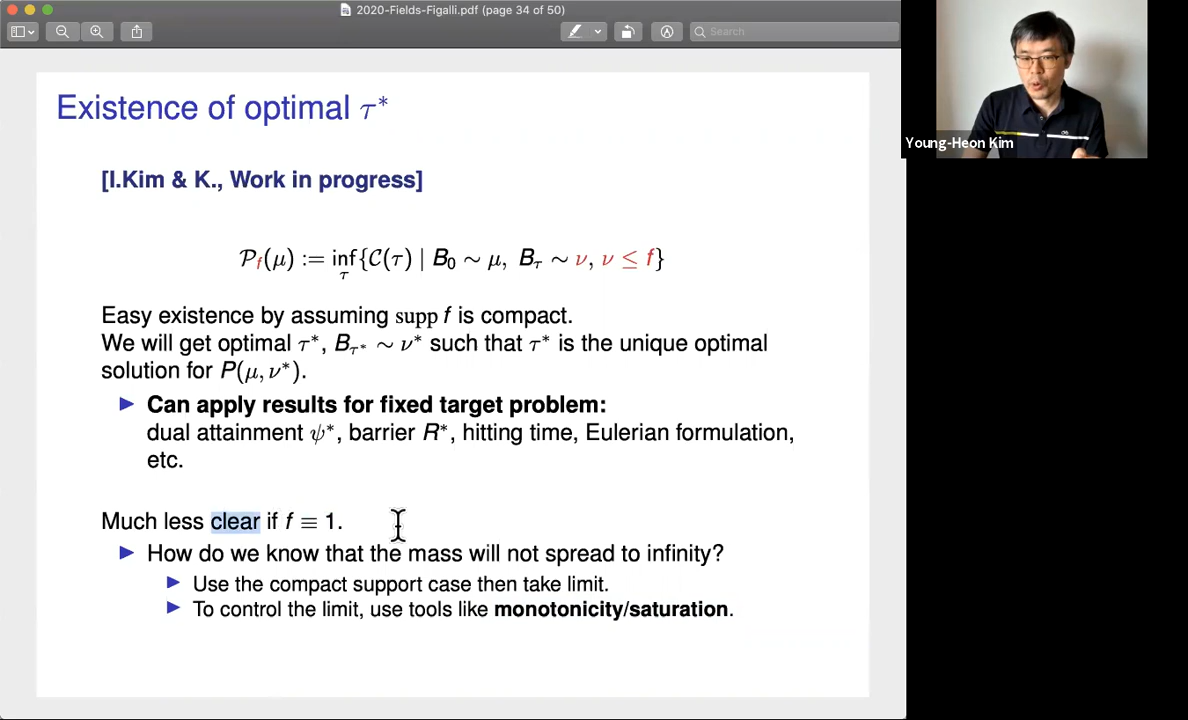 2020-Fields-Figalli.pdf (page 34 of 50)
Search
Existence of optimal τ*
[I.Kim & K., Work in progress]
𝒫_f(μ) := inf_τ {𝒞(τ) | B₀ ∼ μ, B_τ ∼ ν, ν ≤ f}
Easy existence by assuming supp f is compact.
We will get optimal τ*, B_τ* ∼ ν* such that τ* is the unique optimal
solution for P(μ, ν*).
Can apply results for fixed target problem:
dual attainment ψ*, barrier R*, hitting time, Eulerian formulation,
etc.
Much less clear if f ≡ 1.
How do we know that the mass will not spread to infinity?
Use the compact support case then take limit.
To control the limit, use tools like monotonicity/saturation.
Young-Heon Kim